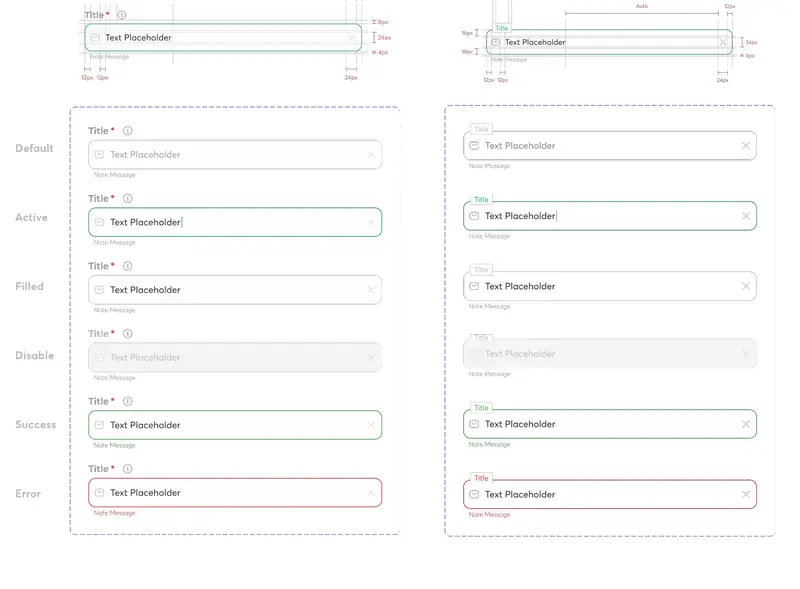 Title *
8px
Text Placeholder
24px
4px
Note Message
12px
12px
24px
Auto
12px
16px
Title
Text Placeholder
34px
16px
4px
Note Message
12px
12px
24px
Default
Title *
Text Placeholder
Note Message
Active
Title *
Text Placeholder
Note Message
Filled
Title *
Text Placeholder
Note Message
Disable
Title *
Text Placeholder
Note Message
Success
Title *
Text Placeholder
Note Message
Error
Title *
Text Placeholder
Note Message
Title
Text Placeholder
Note Message
Title
Text Placeholder
Note Message
Title
Text Placeholder
Note Message
Title
Text Placeholder
Note Message
Title
Text Placeholder
Note Message
Title
Text Placeholder
Note Message